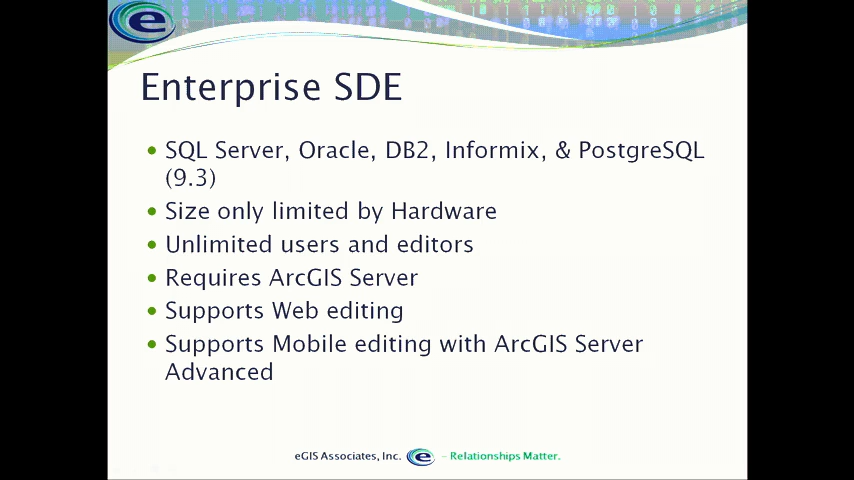 Enterprise SDE
• SQL Server, Oracle, DB2, Informix, & PostgreSQL
(9.3)
• Size only limited by Hardware
• Unlimited users and editors
• Requires ArcGIS Server
• Supports Web editing
• Supports Mobile editing with ArcGIS Server
Advanced
eGIS Associates, Inc. e – Relationships Matter.